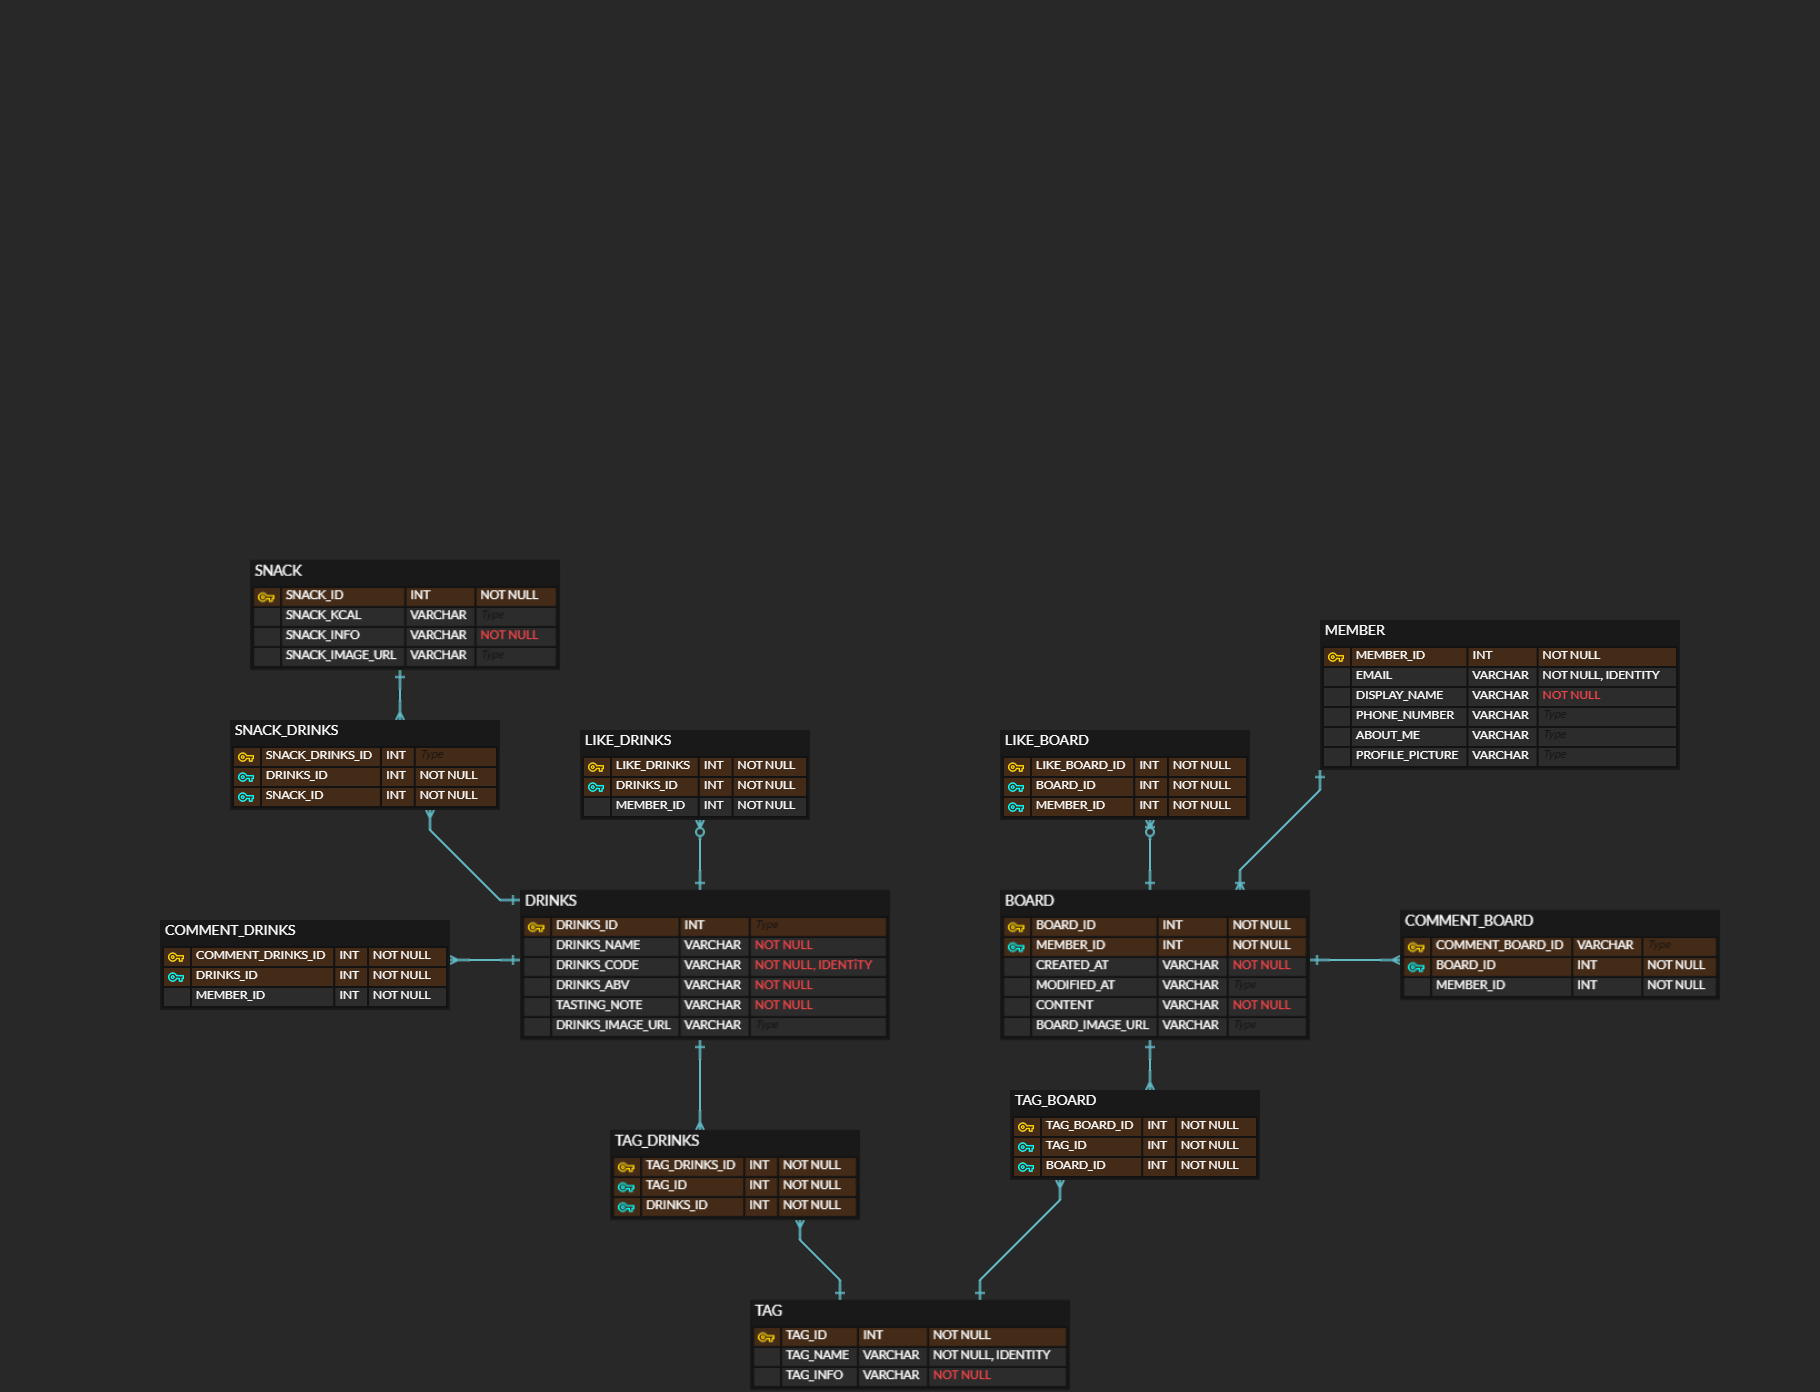 SNACK
SNACK_ID INT NOT NULL
SNACK_KCAL VARCHAR Type
SNACK_INFO VARCHAR NOT NULL
SNACK_IMAGE_URL VARCHAR Type
MEMBER
MEMBER_ID INT NOT NULL
EMAIL VARCHAR NOT NULL, IDENTITY
DISPLAY_NAME VARCHAR NOT NULL
PHONE_NUMBER VARCHAR Type
ABOUT_ME VARCHAR Type
PROFILE_PICTURE VARCHAR Type
SNACK_DRINKS
SNACK_DRINKS_ID INT Type
DRINKS_ID INT NOT NULL
SNACK_ID INT NOT NULL
LIKE_DRINKS
LIKE_DRINKS INT NOT NULL
DRINKS_ID INT NOT NULL
MEMBER_ID INT NOT NULL
LIKE_BOARD
LIKE_BOARD_ID INT NOT NULL
BOARD_ID INT NOT NULL
MEMBER_ID INT NOT NULL
COMMENT_DRINKS
COMMENT_DRINKS_ID INT NOT NULL
DRINKS_ID INT NOT NULL
MEMBER_ID INT NOT NULL
DRINKS
DRINKS_ID INT Type
DRINKS_NAME VARCHAR NOT NULL
DRINKS_CODE VARCHAR NOT NULL, IDENTiTY
DRINKS_ABV VARCHAR NOT NULL
TASTING_NOTE VARCHAR NOT NULL
DRINKS_IMAGE_URL VARCHAR Type
BOARD
BOARD_ID INT NOT NULL
MEMBER_ID INT NOT NULL
CREATED_AT VARCHAR NOT NULL
MODIFIED_AT VARCHAR Type
CONTENT VARCHAR NOT NULL
BOARD_IMAGE_URL VARCHAR Type
COMMENT_BOARD
COMMENT_BOARD_ID VARCHAR Type
BOARD_ID INT NOT NULL
MEMBER_ID INT NOT NULL
TAG_DRINKS
TAG_DRINKS_ID INT NOT NULL
TAG_ID INT NOT NULL
DRINKS_ID INT NOT NULL
TAG_BOARD
TAG_BOARD_ID INT NOT NULL
TAG_ID INT NOT NULL
BOARD_ID INT NOT NULL
TAG
TAG_ID INT NOT NULL
TAG_NAME VARCHAR NOT NULL, IDENTITY
TAG_INFO VARCHAR NOT NULL